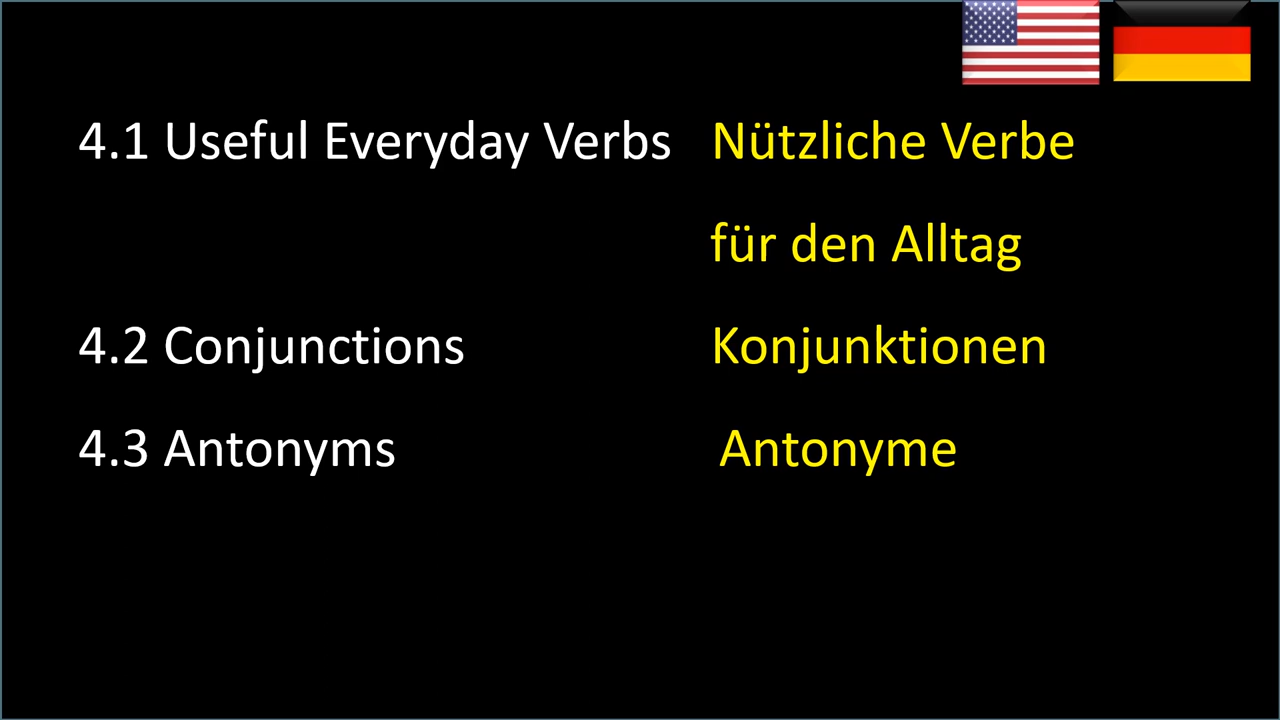 4.1 Useful Everyday Verbs Nützliche Verbe
für den Alltag
4.2 Conjunctions Konjunktionen
4.3 Antonyms Antonyme